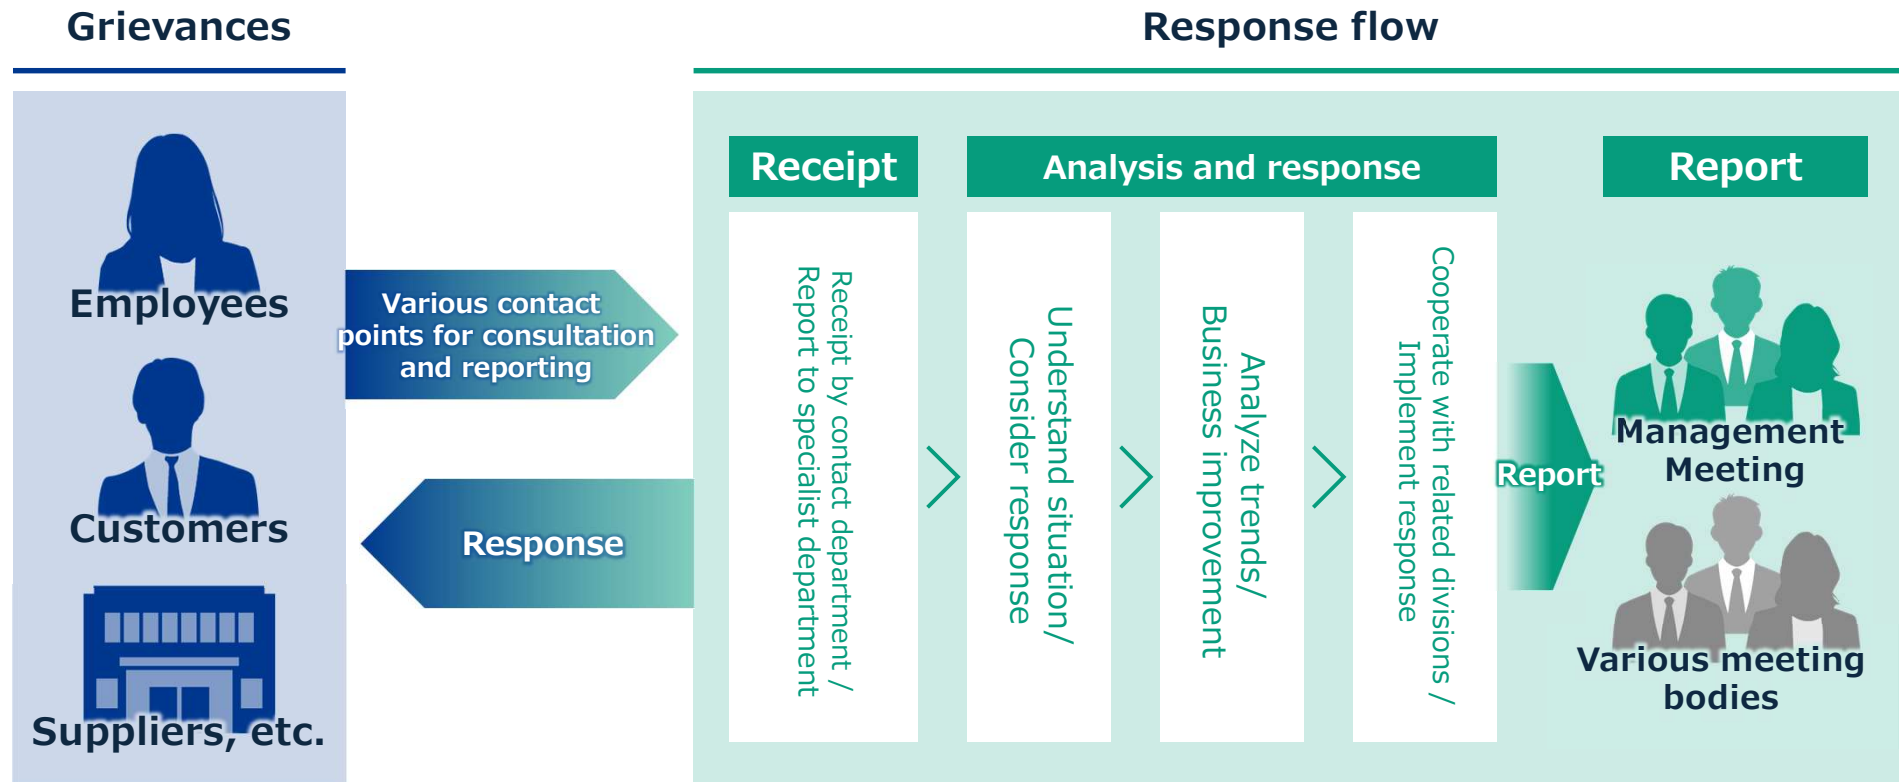 Grievances
Response flow
Employees
Customers
Suppliers, etc.
Various contact
points for consultation
and reporting
Response
Receipt
Receipt by contact department /
Report to specialist department
Analysis and response
Understand situation/
Consider response
Analyze trends/
Business improvement
Cooperate with related divisions /
Implement response
Report
Report
Management
Meeting
Various meeting
bodies